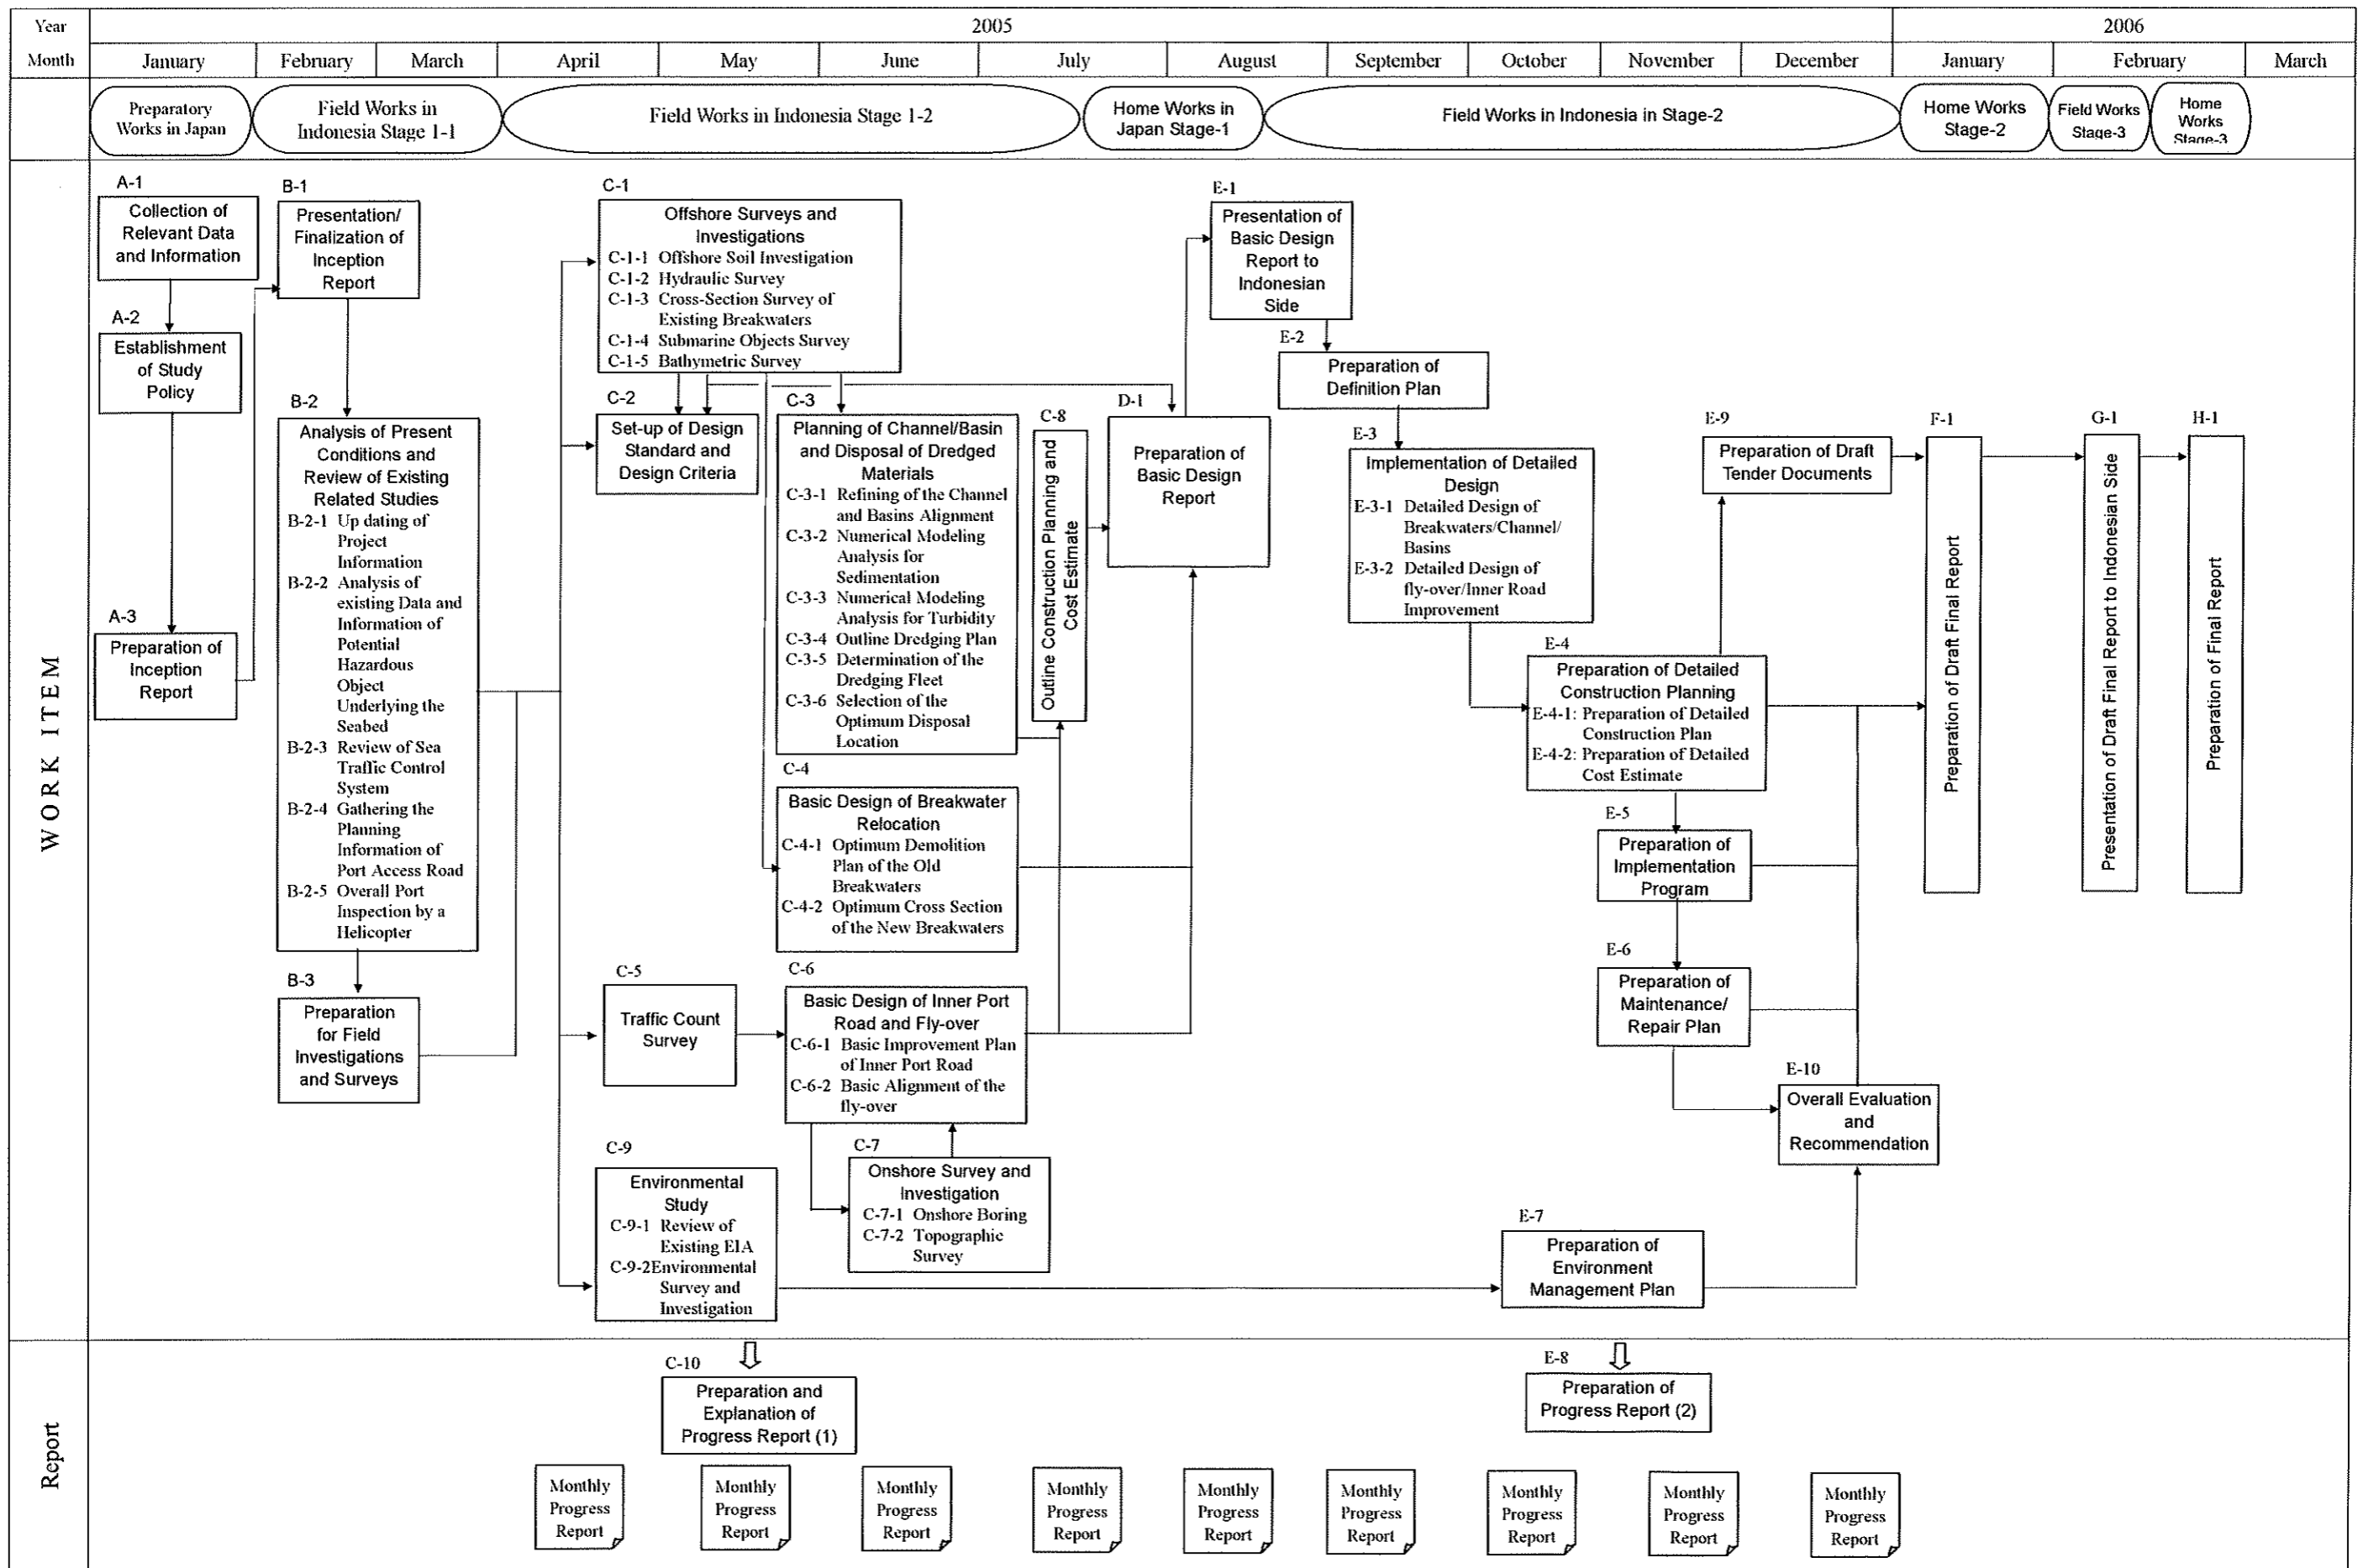 Year
2005
2006
Month
January
February
March
April
May
June
July
August
September
October
November
December
January
February
March
Preparatory
Works in Japan
Field Works in
Indonesia Stage 1-1
Field Works in Indonesia Stage 1-2
Home Works in
Japan Stage-1
Field Works in Indonesia in Stage-2
Home Works
Stage-2
Field Works
Stage-3
Home
Works
Stage-3
WORK ITEM
A-1
Collection of
Relevant Data
and Information
A-2
Establishment
of Study
Policy
A-3
Preparation of
Inception
Report
B-1
Presentation/
Finalization of
Inception
Report
B-2
Analysis of Present
Conditions and
Review of Existing
Related Studies
B-2-1 Up dating of
Project
Information
B-2-2 Analysis of
existing Data and
Information of
Potential
Hazardous
Object
Underlying the
Seabed
B-2-3 Review of Sea
Traffic Control
System
B-2-4 Gathering the
Planning
Information of
Port Access Road
B-2-5 Overall Port
Inspection by a
Helicopter
B-3
Preparation
for Field
Investigations
and Surveys
C-1
Offshore Surveys and
Investigations
C-1-1 Offshore Soil Investigation
C-1-2 Hydraulic Survey
C-1-3 Cross-Section Survey of
Existing Breakwaters
C-1-4 Submarine Objects Survey
C-1-5 Bathymetric Survey
C-2
Set-up of Design
Standard and
Design Criteria
C-3
Planning of Channel/Basin
and Disposal of Dredged
Materials
C-3-1 Refining of the Channel
and Basins Alignment
C-3-2 Numerical Modeling
Analysis for
Sedimentation
C-3-3 Numerical Modeling
Analysis for Turbidity
C-3-4 Outline Dredging Plan
C-3-5 Determination of the
Dredging Fleet
C-3-6 Selection of the
Optimum Disposal
Location
C-4
Basic Design of Breakwater
Relocation
C-4-1 Optimum Demolition
Plan of the Old
Breakwaters
C-4-2 Optimum Cross Section
of the New Breakwaters
C-5
Traffic Count
Survey
C-6
Basic Design of Inner Port
Road and Fly-over
C-6-1 Basic Improvement Plan
of Inner Port Road
C-6-2 Basic Alignment of the
fly-over
C-7
Onshore Survey and
Investigation
C-7-1 Onshore Boring
C-7-2 Topographic
Survey
C-8
Outline Construction Planning and
Cost Estimate
C-9
Environmental
Study
C-9-1 Review of
Existing EIA
C-9-2Environmental
Survey and
Investigation
D-1
Preparation of
Basic Design
Report
E-1
Presentation of
Basic Design
Report to
Indonesian
Side
E-2
Preparation of
Definition Plan
E-3
Implementation of Detailed
Design
E-3-1 Detailed Design of
Breakwaters/Channel/
Basins
E-3-2 Detailed Design of
fly-over/Inner Road
Improvement
E-4
Preparation of Detailed
Construction Planning
E-4-1: Preparation of Detailed
Construction Plan
E-4-2: Preparation of Detailed
Cost Estimate
E-5
Preparation of
Implementation
Program
E-6
Preparation of
Maintenance/
Repair Plan
E-7
Preparation of
Environment
Management Plan
E-9
Preparation of Draft
Tender Documents
E-10
Overall Evaluation
and
Recommendation
F-1
Preparation of Draft Final Report
G-1
Presentation of Draft Final Report to Indonesian Side
H-1
Preparation of Final Report
Report
C-10
Preparation and
Explanation of
Progress Report (1)
E-8
Preparation of
Progress Report (2)
Monthly
Progress
Report
Monthly
Progress
Report
Monthly
Progress
Report
Monthly
Progress
Report
Monthly
Progress
Report
Monthly
Progress
Report
Monthly
Progress
Report
Monthly
Progress
Report
Monthly
Progress
Report